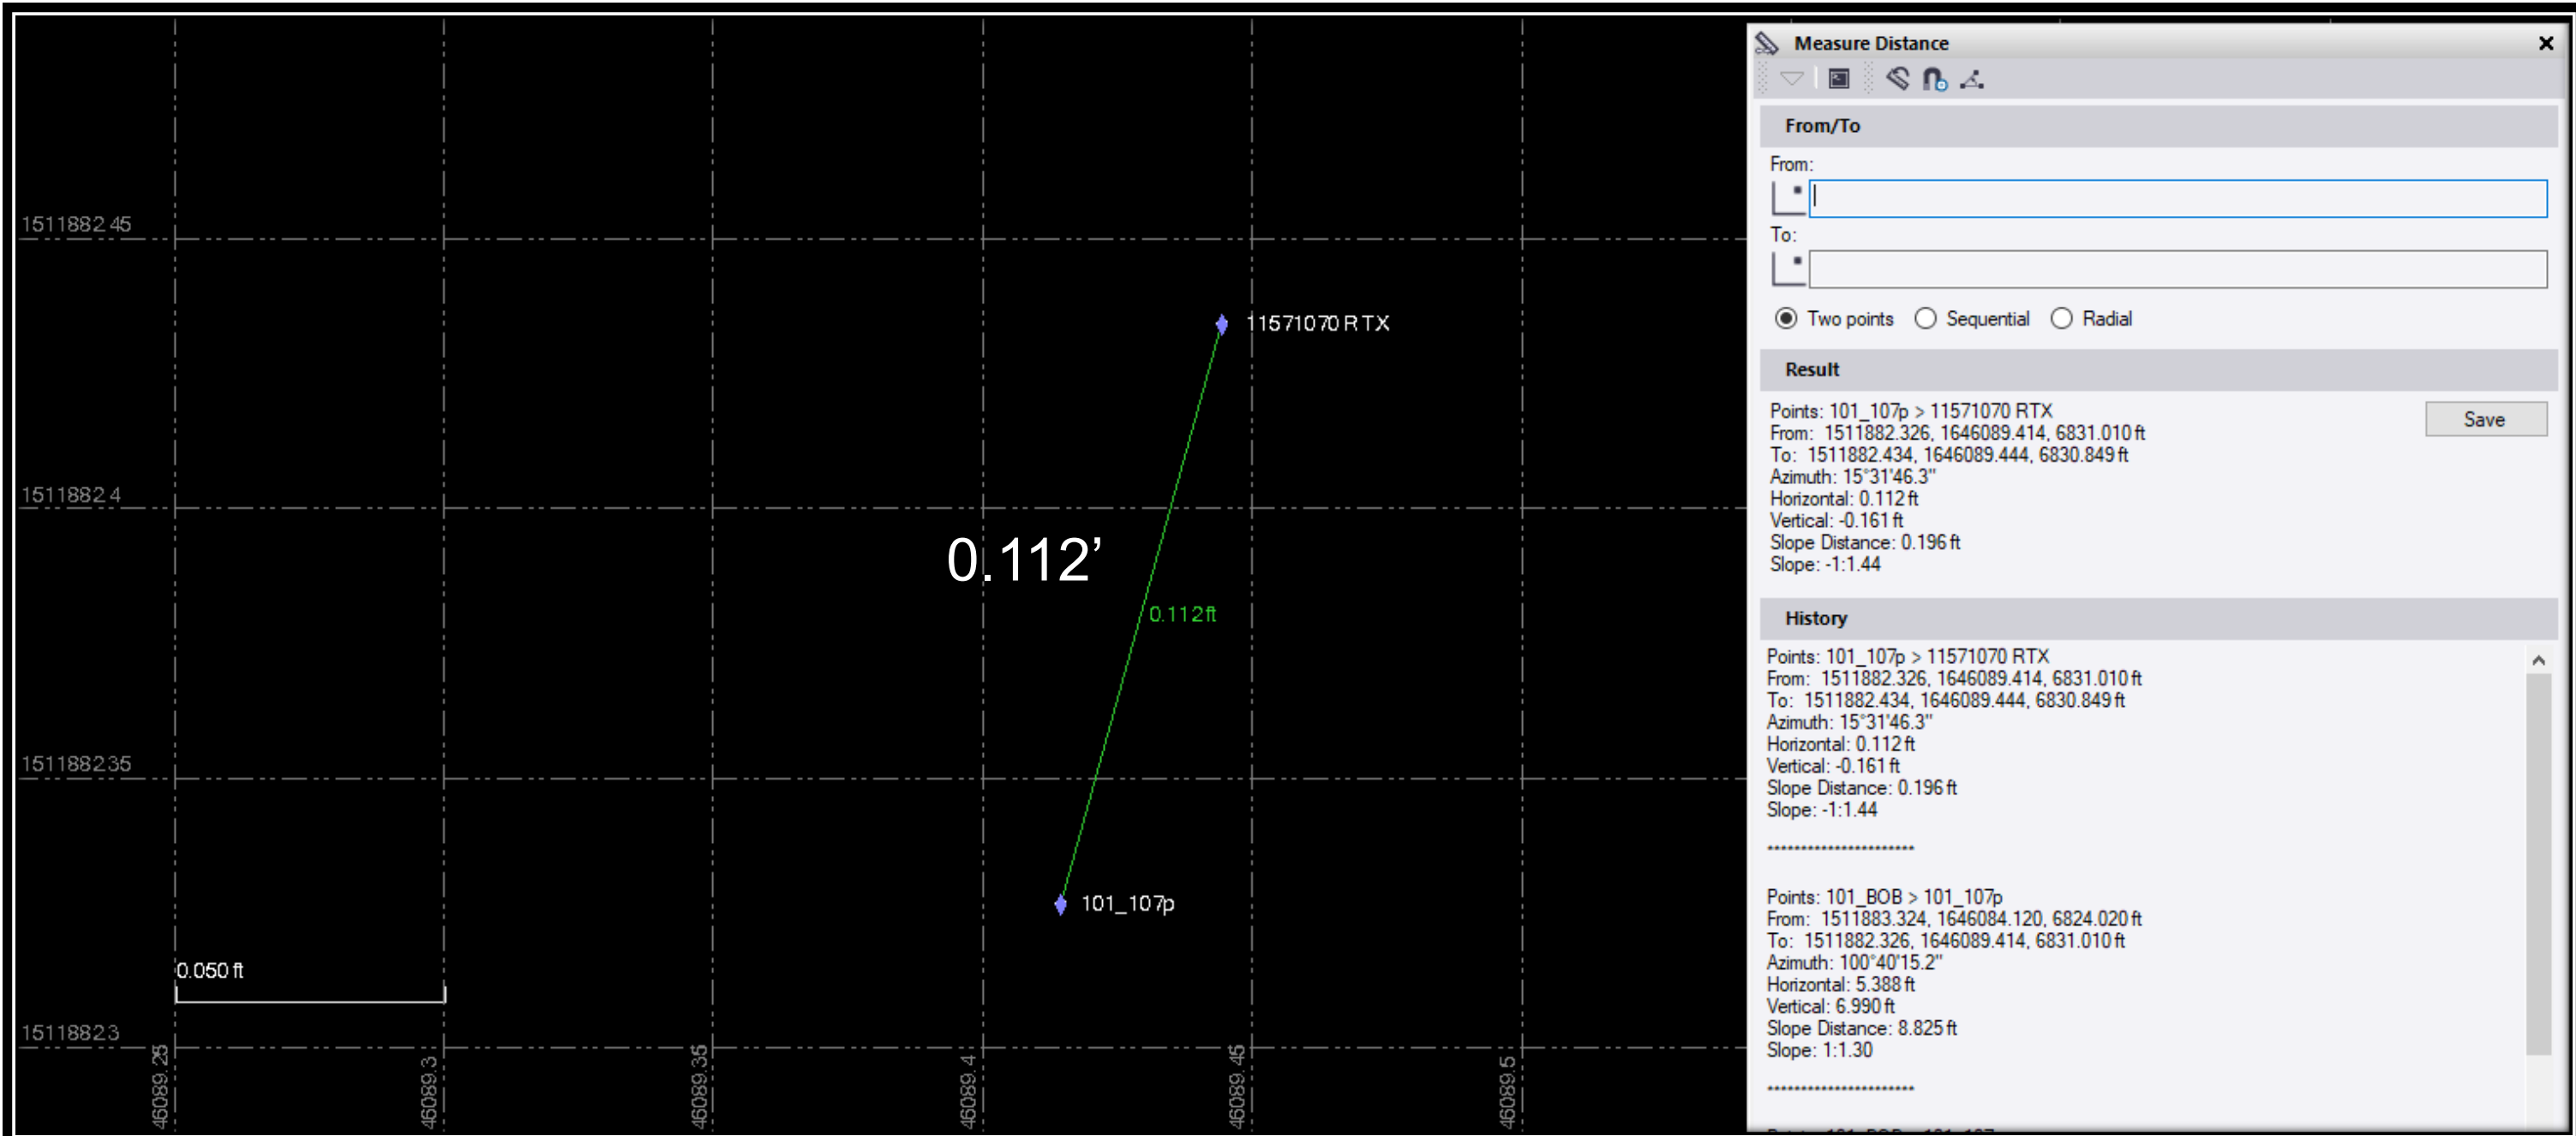 1511882.45
1511882.4
1511882.35
1511882.3
11571070 RTX
0.112’
0.112ft
101_107p
0.050 ft
46089.25
46089.3
46089.35
46089.4
46089.45
46089.5
Measure Distance
From/To
From:
To:
Two points Sequential Radial
Result
Points: 101_107p > 11571070 RTX
Save
From: 1511882.326, 1646089.414, 6831.010 ft
To: 1511882.434, 1646089.444, 6830.849 ft
Azimuth: 15°31'46.3"
Horizontal: 0.112 ft
Vertical: -0.161 ft
Slope Distance: 0.196 ft
Slope: -1:1.44
History
Points: 101_107p > 11571070 RTX
From: 1511882.326, 1646089.414, 6831.010 ft
To: 1511882.434, 1646089.444, 6830.849 ft
Azimuth: 15°31'46.3"
Horizontal: 0.112 ft
Vertical: -0.161 ft
Slope Distance: 0.196 ft
Slope: -1:1.44
**********************
Points: 101_BOB > 101_107p
From: 1511883.324, 1646084.120, 6824.020 ft
To: 1511882.326, 1646089.414, 6831.010 ft
Azimuth: 100°40'15.2"
Horizontal: 5.388 ft
Vertical: 6.990 ft
Slope Distance: 8.825 ft
Slope: 1:1.30
**********************